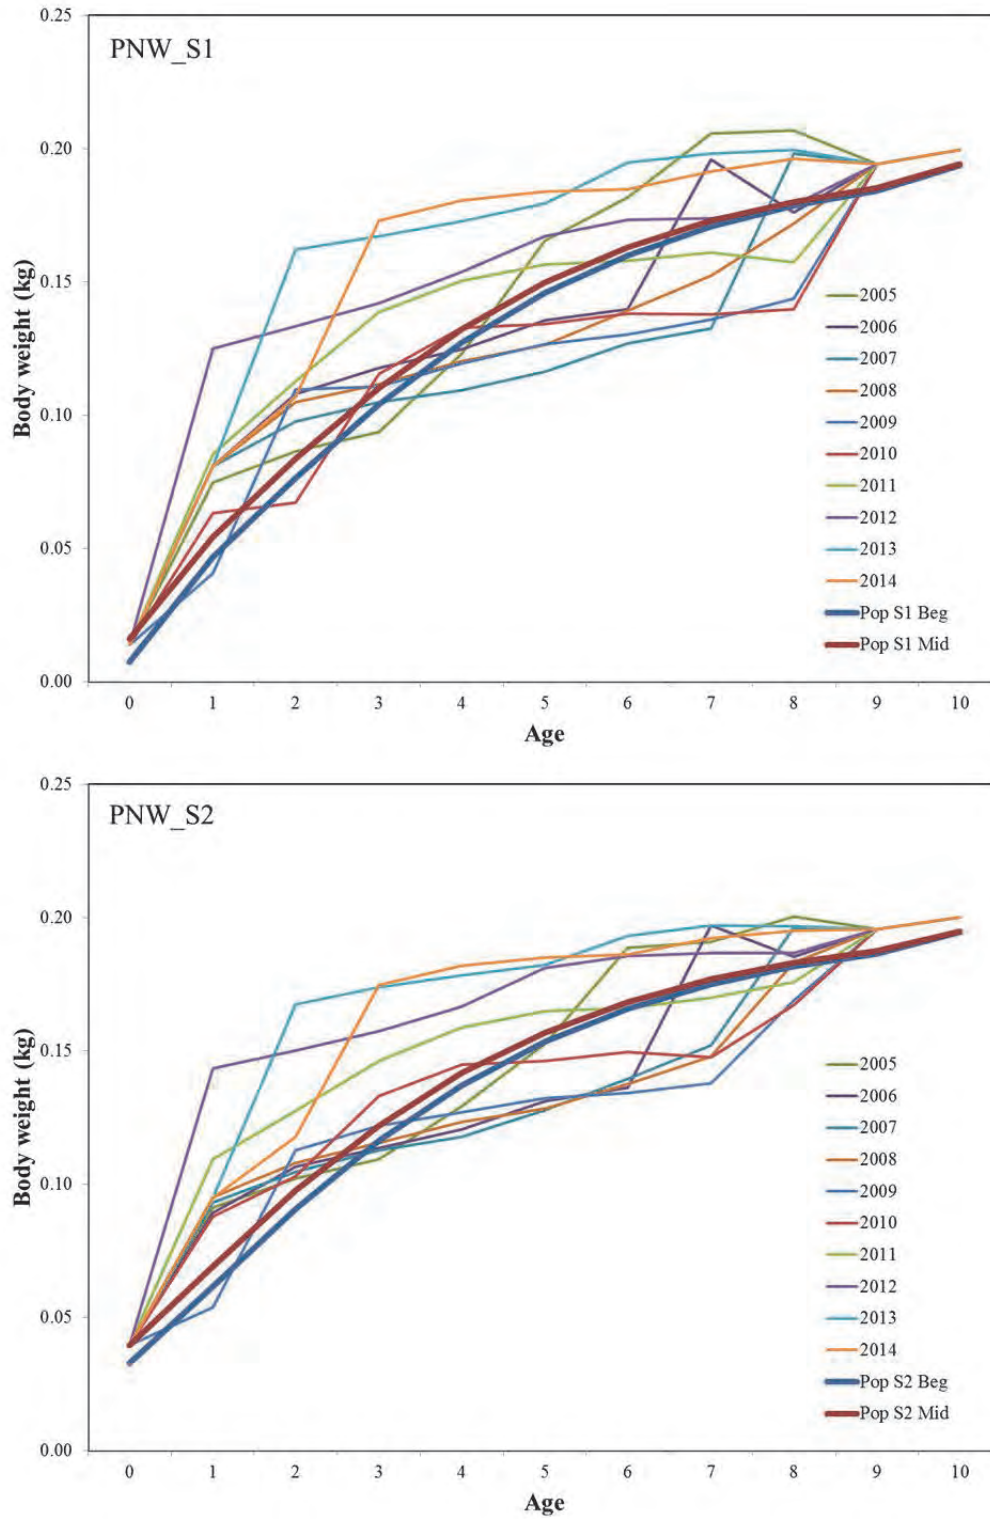 PNW_S1
Body weight (kg)
0.25
0.20
0.15
0.10
0.05
0.00
2005
2006
2007
2008
2009
2010
2011
2012
2013
2014
Pop S1 Beg
Pop S1 Mid
0 1 2 3 4 5 6 7 8 9 10
Age
PNW_S2
Body weight (kg)
0.25
0.20
0.15
0.10
0.05
0.00
2005
2006
2007
2008
2009
2010
2011
2012
2013
2014
Pop S2 Beg
Pop S2 Mid
0 1 2 3 4 5 6 7 8 9 10
Age